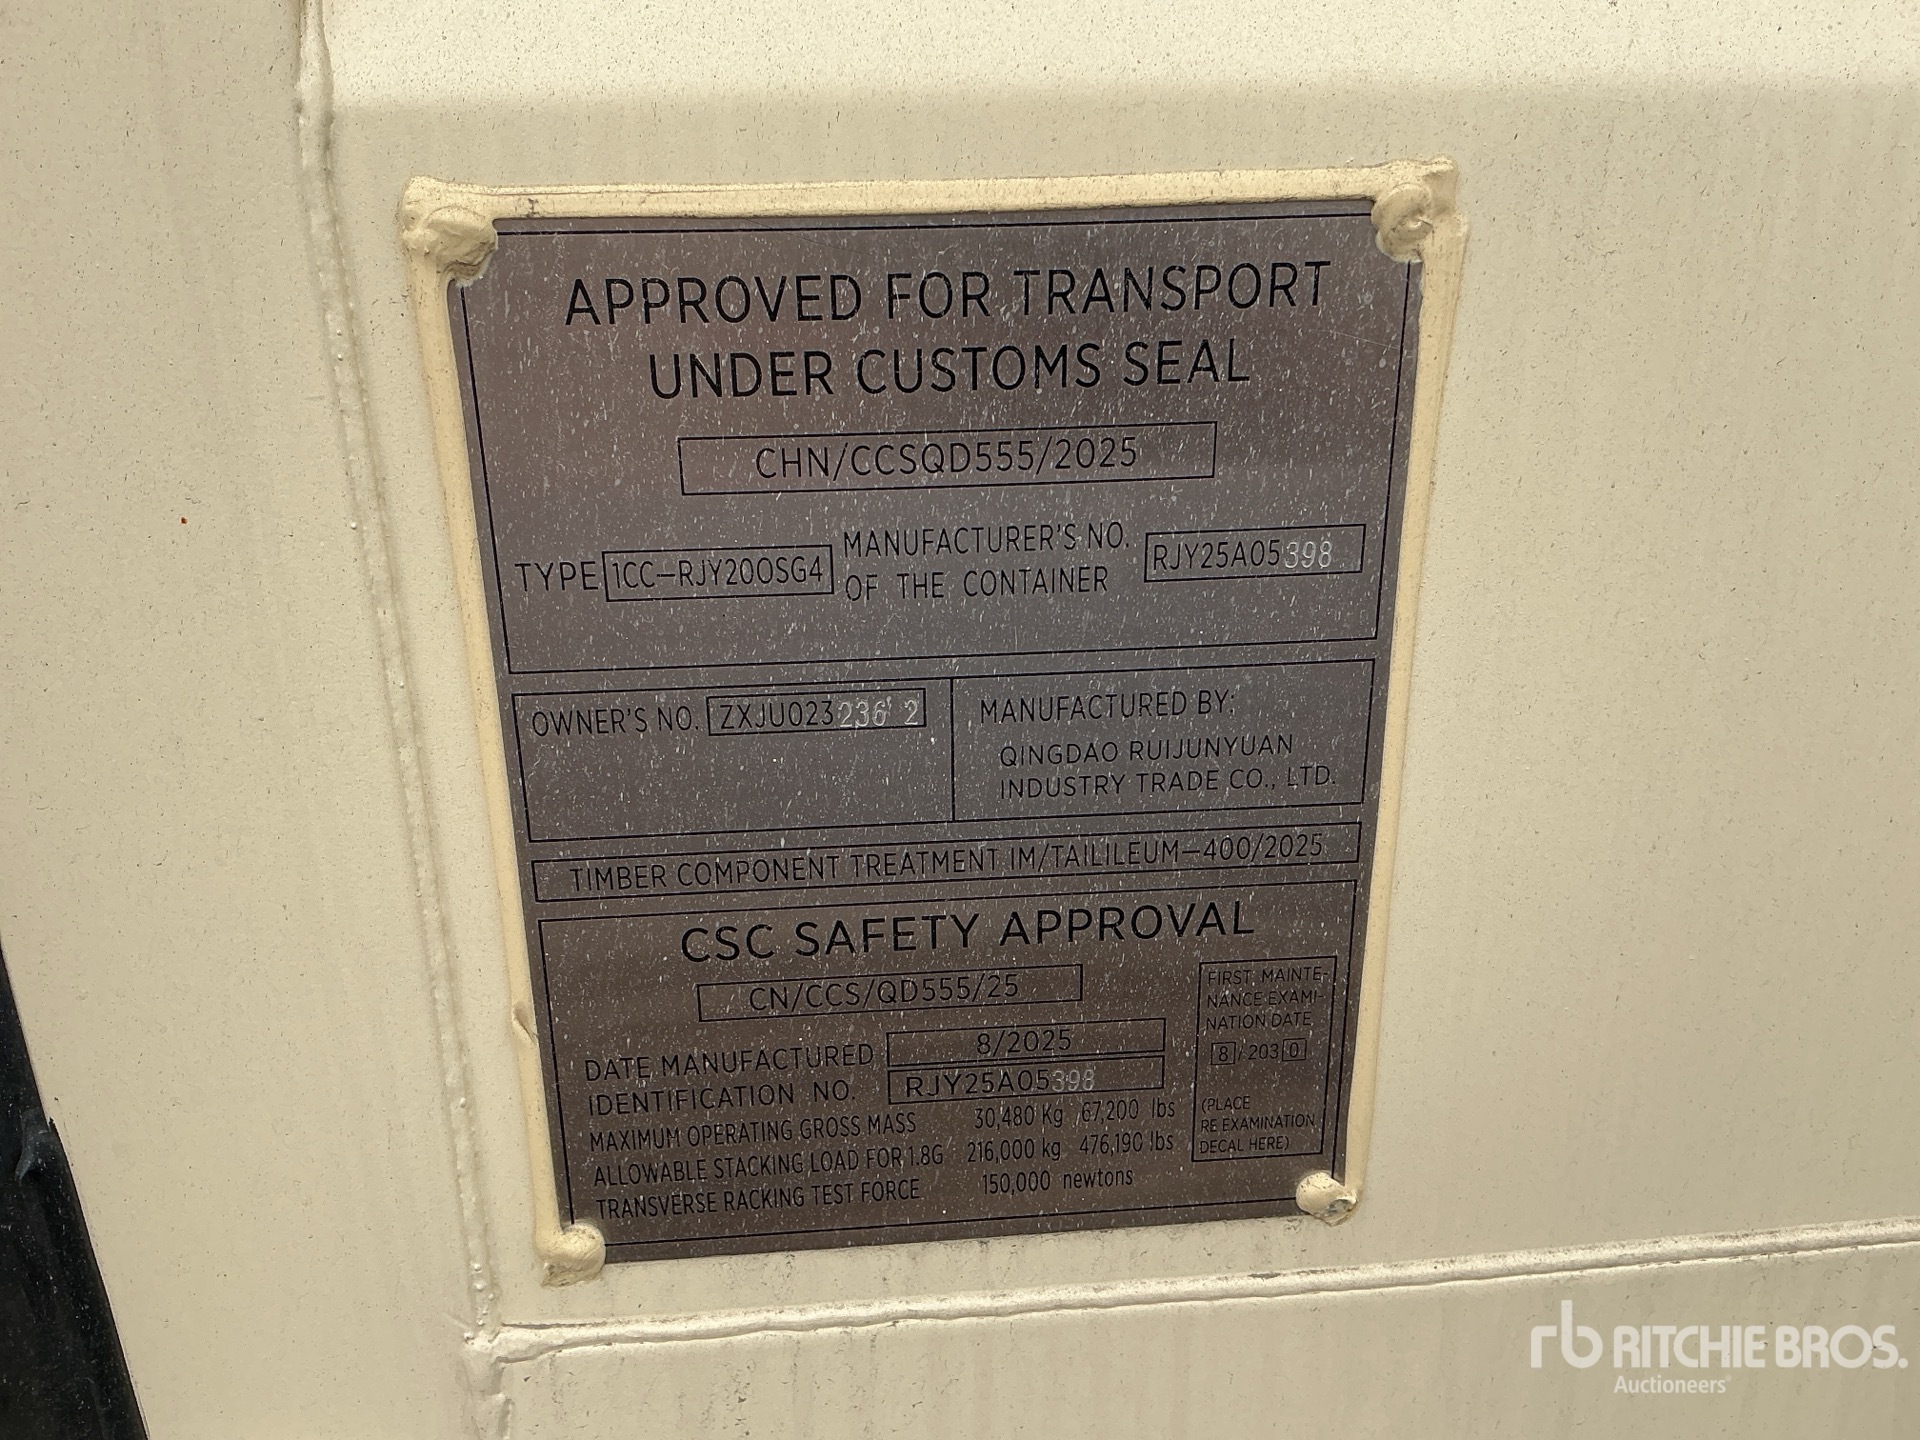 APPROVED FOR TRANSPORT
UNDER CUSTOMS SEAL
CHN/CCSQD555/2025
TYPE 1CC-RJY200SG4 MANUFACTURER'S NO. OF THE CONTAINER RJY25A05398
OWNER'S NO. ZXJU023236 2
MANUFACTURED BY:
QINGDAO RUIJUNYUAN
INDUSTRY TRADE CO., LTD.
TIMBER COMPONENT TREATMENT IM/TAILILEUM-400/2025
CSC SAFETY APPROVAL
CN/CCS/QD555/25
DATE MANUFACTURED 8/2025
IDENTIFICATION NO. RJY25A05398
MAXIMUM OPERATING GROSS MASS 30,480 Kg 67,200 lbs
ALLOWABLE STACKING LOAD FOR 1.8G 216,000 kg 476,190 lbs
TRANSVERSE RACKING TEST FORCE 150,000 newtons
FIRST MAINTE-
NANCE EXAMI-
NATION DATE
8/2030
(PLACE
RE EXAMINATION
DECAL HERE)
rb RITCHIE BROS.
Auctioneers